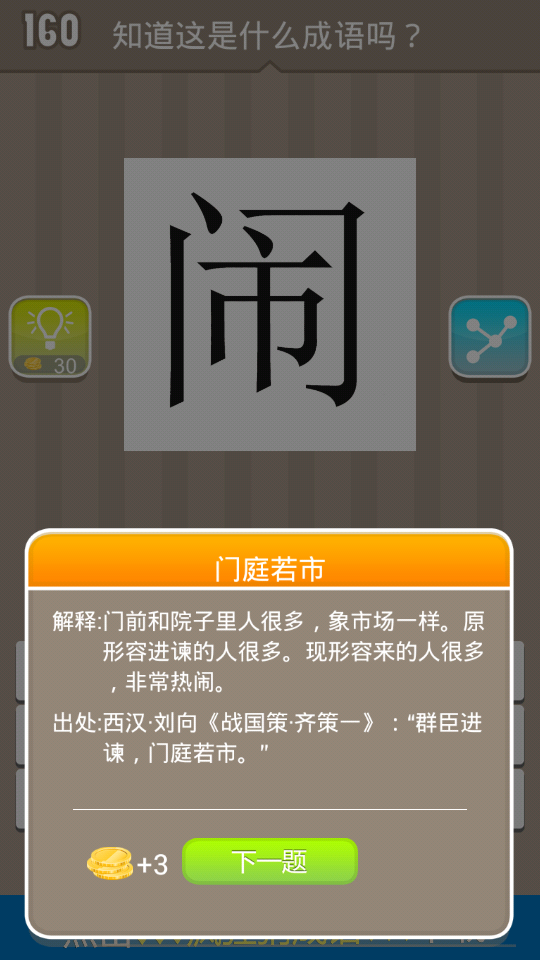 160
知道这是什么成语吗？
闹
30
门庭若市
解释:门前和院子里人很多，象市场一样。原
形容进谏的人很多。现形容来的人很多
，非常热闹。
出处:西汉·刘向《战国策·齐策一》：“群臣进
谏，门庭若市。”
+3
下一题